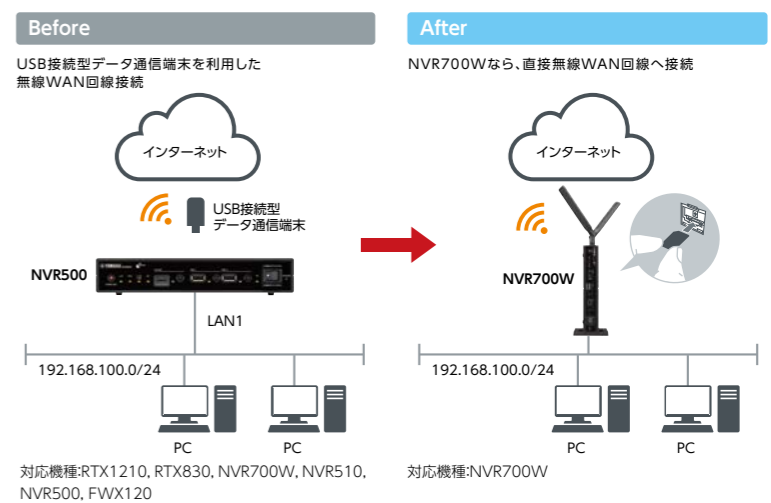 Before
USB接続型データ通信端末を利用した
無線WAN回線接続
インターネット
USB接続型
データ通信端末
NVR500
LAN1
192.168.100.0/24
PC
PC
対応機種:RTX1210, RTX830, NVR700W, NVR510,
NVR500, FWX120
After
NVR700Wなら、直接無線WAN回線へ接続
インターネット
NVR700W
192.168.100.0/24
PC
PC
対応機種:NVR700W